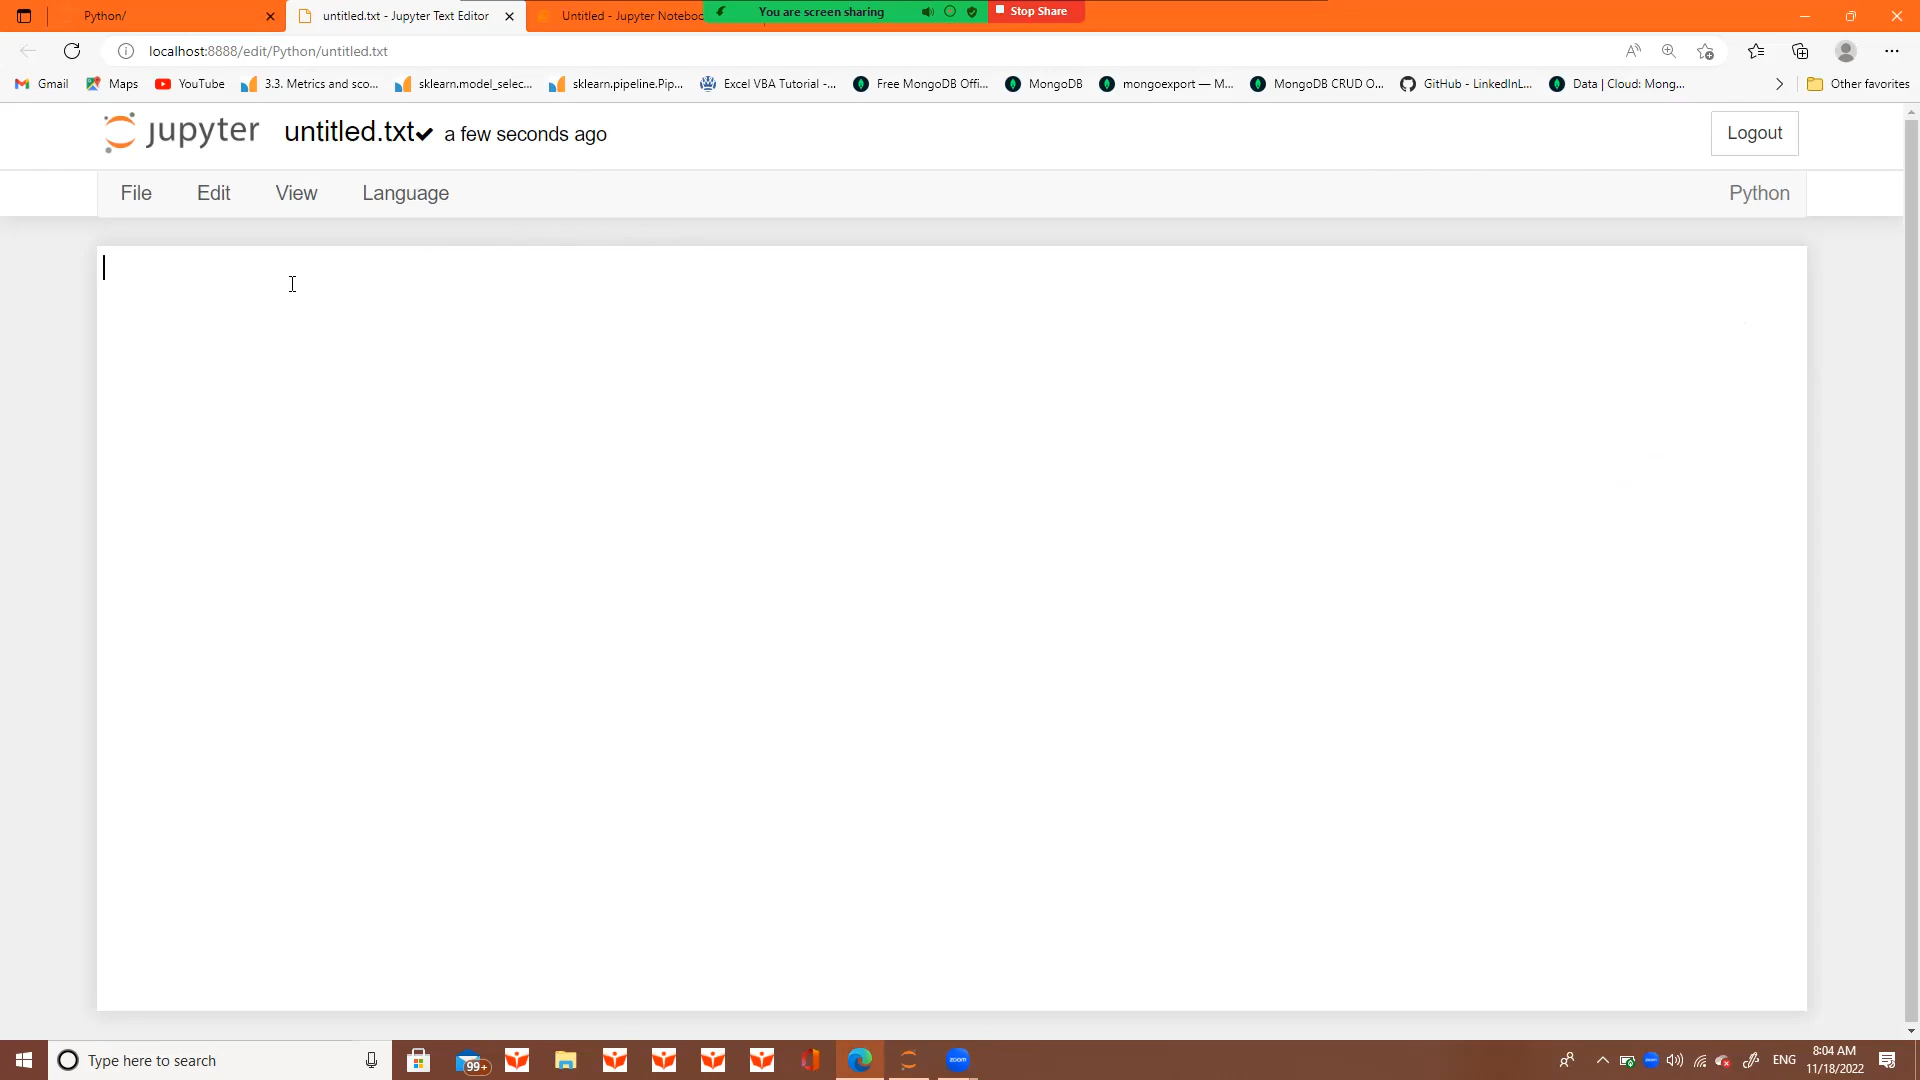 Python/
untitled.txt - Jupyter Text Editor
Untitled - Jupyter Noteboo
You are screen sharing
Stop Share
localhost:8888/edit/Python/untitled.txt
Gmail
Maps
YouTube
3.3. Metrics and sco...
sklearn.model_selec...
sklearn.pipeline.Pip...
Excel VBA Tutorial -...
Free MongoDB Offi...
MongoDB
mongoexport — M...
MongoDB CRUD O...
GitHub - LinkedInL...
Data | Cloud: Mong...
Other favorites
jupyter
untitled.txt✔ a few seconds ago
Logout
File
Edit
View
Language
Python
Type here to search
99+
zoom
ENG
8:04 AM
11/18/2022